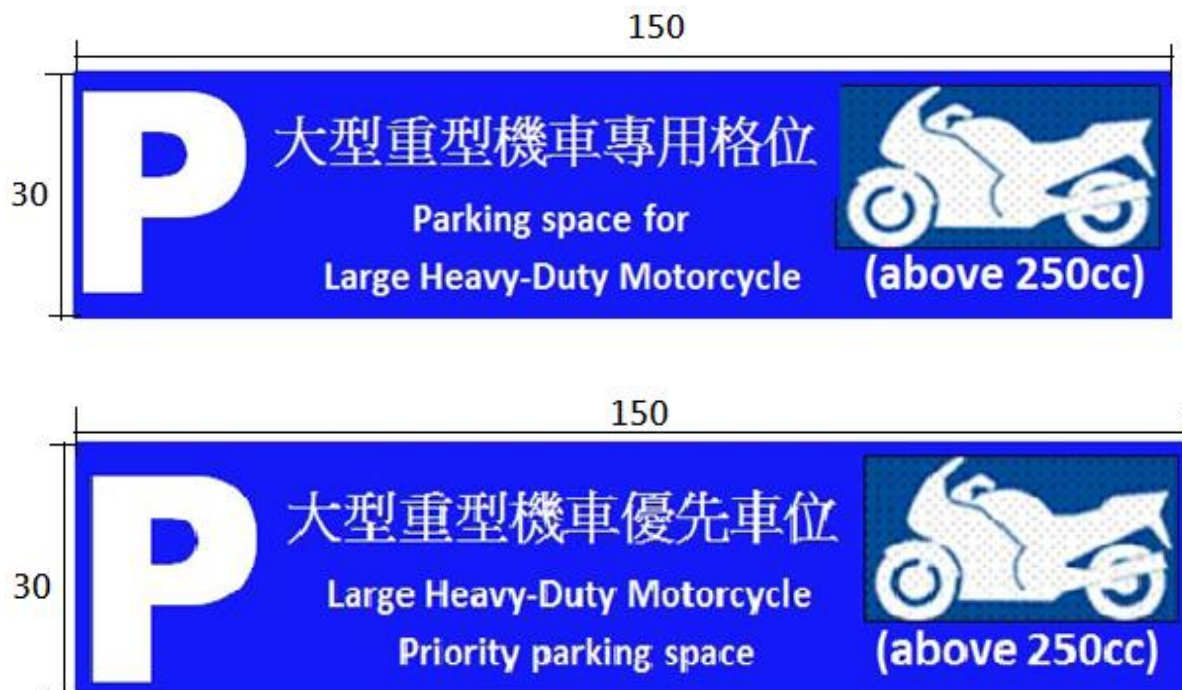 150
30
P
大型重型機車專用格位
Parking space for
Large Heavy-Duty Motorcycle
(above 250cc)
150
30
P
大型重型機車優先車位
Large Heavy-Duty Motorcycle
Priority parking space
(above 250cc)